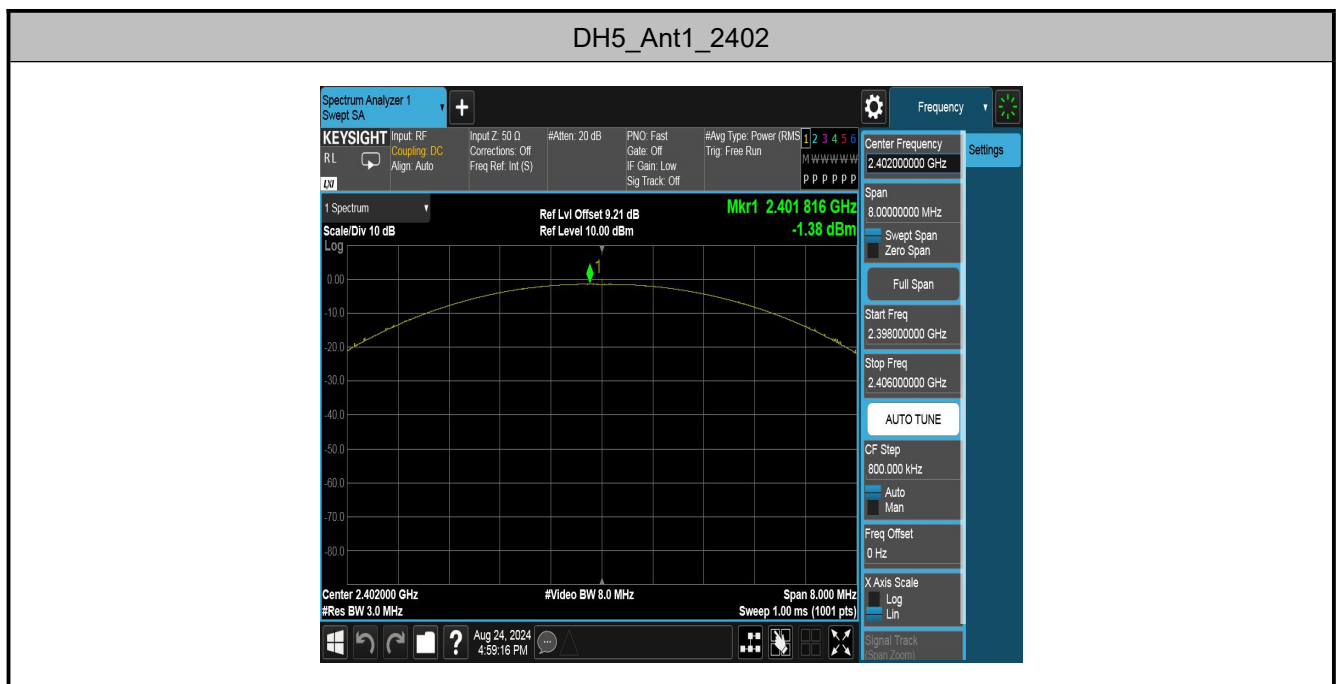 DH5_Ant1_2402
Spectrum Analyzer 1
Swept SA
+
Frequency
KEYSIGHT
RL
LXI
Input: RF
Coupling: DC
Align: Auto
Input Z: 50 Ω
Corrections: Off
Freq Ref: Int (S)
#Atten: 20 dB
PNO: Fast
Gate: Off
IF Gain: Low
Sig Track: Off
#Avg Type: Power (RMS
Trig: Free Run
1 2 3 4 5 6
M W W W W W
P P P P P P
1 Spectrum
Scale/Div 10 dB
Log
Ref Lvl Offset 9.21 dB
Ref Level 10.00 dBm
Mkr1 2.401 816 GHz
-1.38 dBm
1
0.00
-10.0
-20.0
-30.0
-40.0
-50.0
-60.0
-70.0
-80.0
Center 2.402000 GHz
#Res BW 3.0 MHz
#Video BW 8.0 MHz
Span 8.000 MHz
Sweep 1.00 ms (1001 pts)
?
Aug 24, 2024
4:59:16 PM
Center Frequency
2.402000000 GHz
Settings
Span
8.00000000 MHz
Swept Span
Zero Span
Full Span
Start Freq
2.398000000 GHz
Stop Freq
2.406000000 GHz
AUTO TUNE
CF Step
800.000 kHz
Auto
Man
Freq Offset
0 Hz
X Axis Scale
Log
Lin
Signal Track
(Span Zoom)